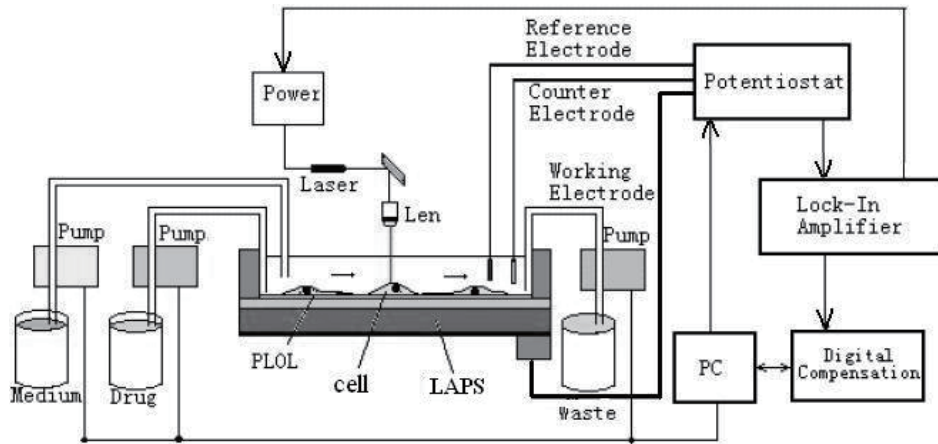 Reference
Electrode
Power
Counter
Electrode
Potentiostat
Laser
Working
Electrode
Len
Pump
Pump
Pump
Lock-In
Amplifier
PLOL
cell
LAPS
Medium
Drug
Waste
PC
Digital
Compensation